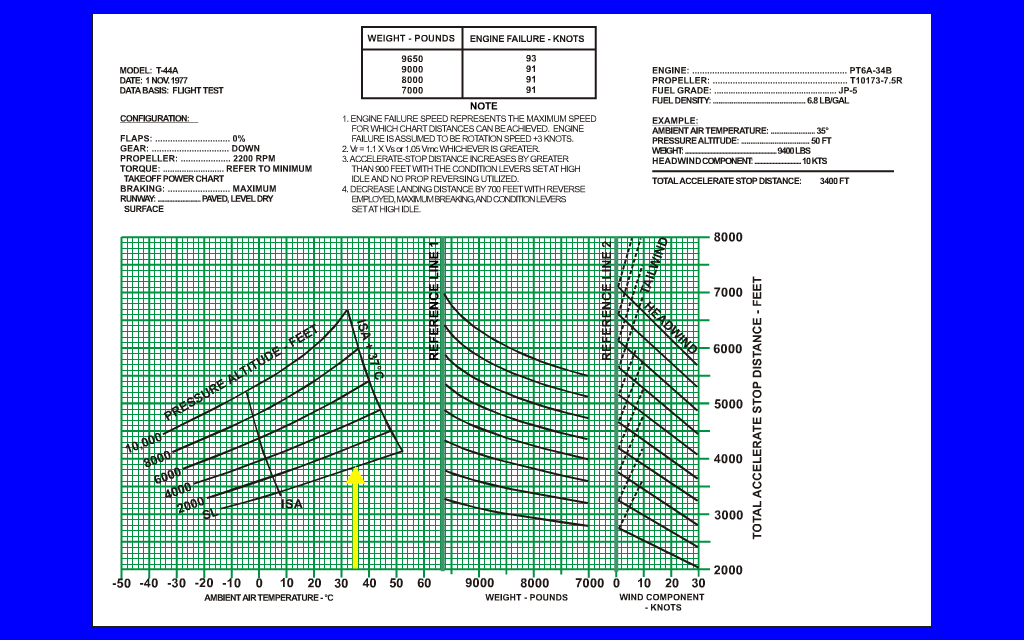 WEIGHT - POUNDS ENGINE FAILURE - KNOTS
9650 93
9000 91
8000 91
7000 91
MODEL: T-44A
DATE: 1 NOV. 1977
DATA BASIS: FLIGHT TEST
CONFIGURATION:
FLAPS: ........................ 0%
GEAR: ........................ DOWN
PROPELLER: ................ 2200 RPM
TORQUE: ........................... REFER TO MINIMUM
TAKEOFF POWER CHART
BRAKING: .................... MAXIMUM
RUNWAY: .................... PAVED, LEVEL DRY
SURFACE
NOTE
1. ENGINE FAILURE SPEED REPRESENTS THE MAXIMUM SPEED
FOR WHICH CHART DISTANCES CAN BE ACHIEVED. ENGINE
FAILURE IS ASSUMED TO BE ROTATION SPEED +3 KNOTS.
2. Vr = 1.1 X Vs or 1.05 Vmc WHICHEVER IS GREATER.
3. ACCELERATE-STOP DISTANCE INCREASES BY GREATER
THAN 900 FEET WITH THE CONDITION LEVERS SET AT HIGH
IDLE AND NO PROP REVERSING UTILIZED.
4. DECREASE LANDING DISTANCE BY 700 FEET WITH REVERSE
EMPLOYED, MAXIMUM BREAKING, AND CONDITION LEVERS
SET AT HIGH IDLE.
ENGINE: .................................................... PT6A-34B
PROPELLER: .............................................. T10173-7.5R
FUEL GRADE: ......................................... JP-5
FUEL DENSITY: ........................................ 6.8 LB/GAL
EXAMPLE:
AMBIENT AIR TEMPERATURE: .................... 35°
PRESSURE ALTITUDE: .............................. 50 FT
WEIGHT: ........................................ 9400 LBS
HEADWIND COMPONENT: .................... 10 KTS
TOTAL ACCELERATE STOP DISTANCE: 3400 FT
REFERENCE LINE 1
REFERENCE LINE 2
TAILWIND
HEADWIND
PRESSURE ALTITUDE - FEET
ISA + 37°C
ISA
10,000
8000
6000
4000
2000
SL
8000
7000
6000
5000
4000
3000
2000
TOTAL ACCELERATE STOP DISTANCE - FEET
-50 -40 -30 -20 -10 0 10 20 30 40 50 60 9000 8000 7000 0 10 20 30
AMBIENT AIR TEMPERATURE - °C WEIGHT - POUNDS WIND COMPONENT
- KNOTS